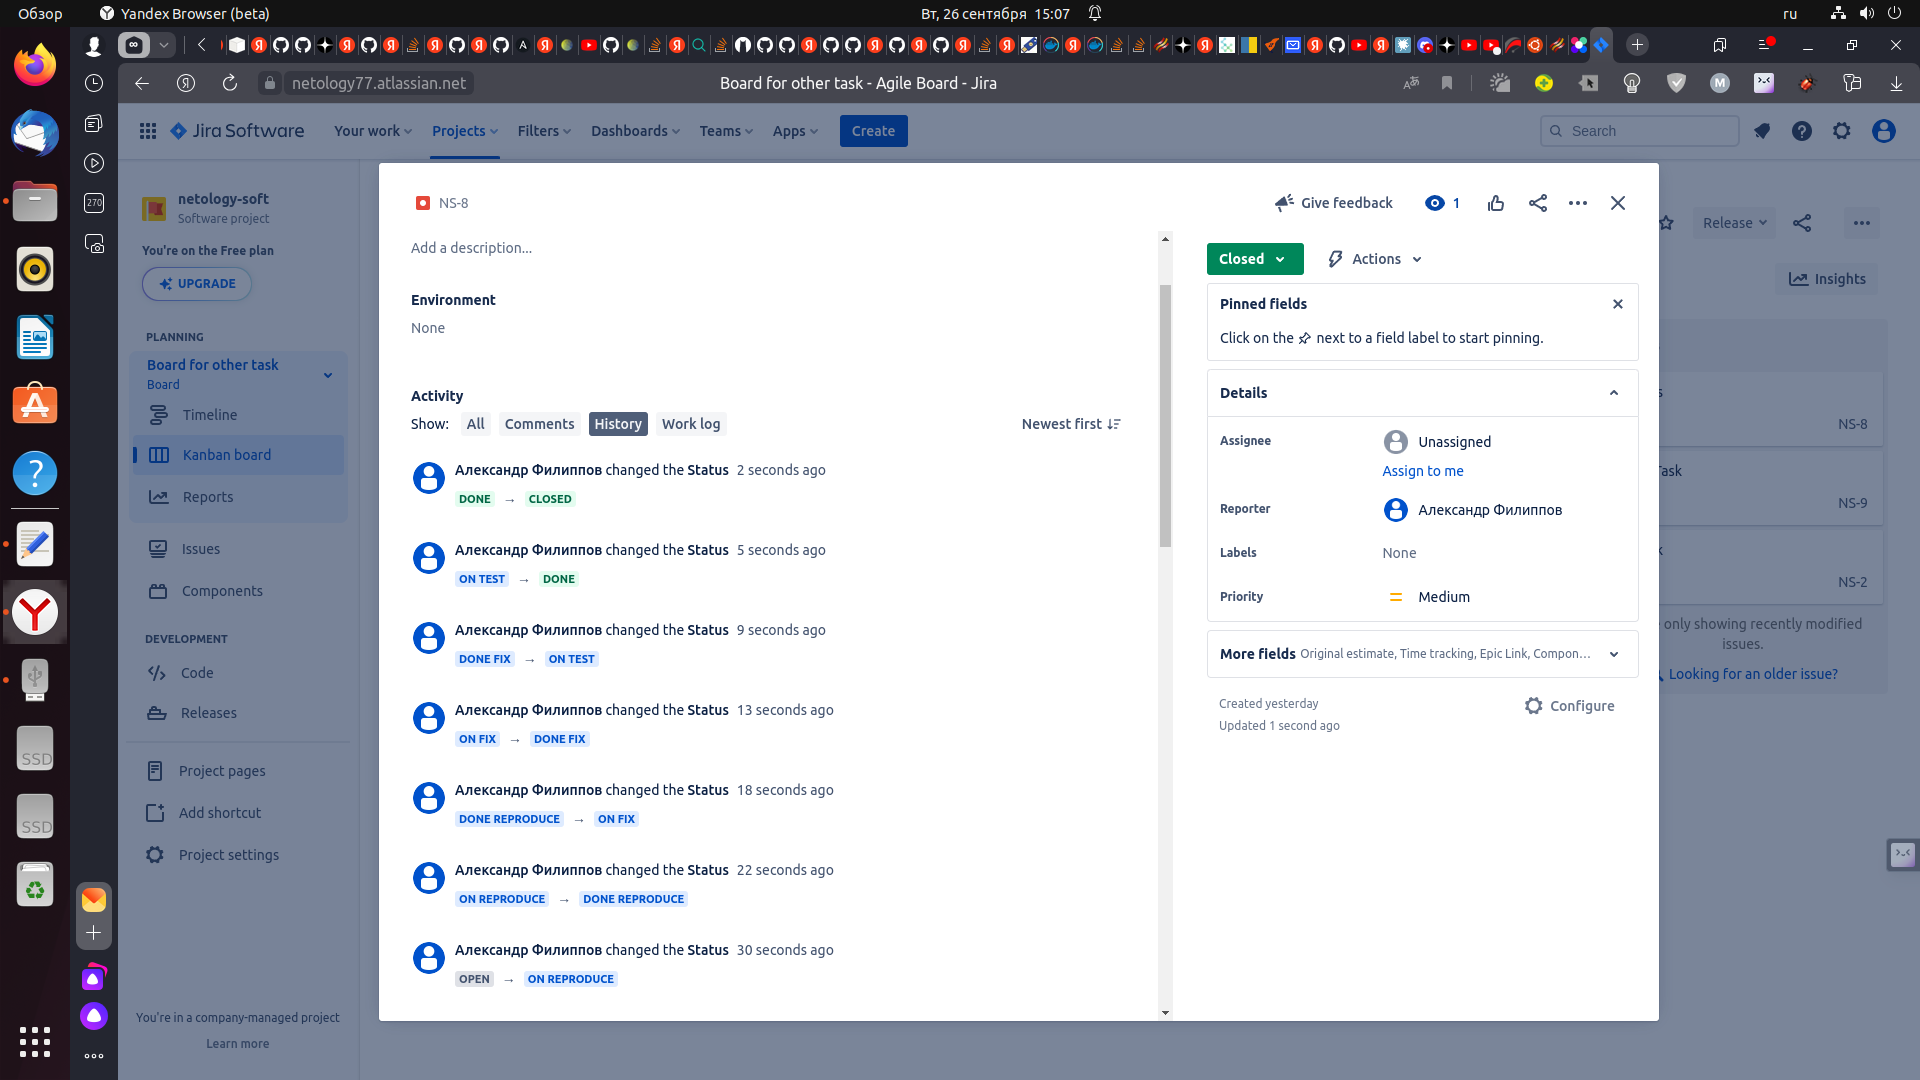 Обзор
Yandex Browser (beta)
Вт, 26 сентября 15:07
ru
netology77.atlassian.net
Board for other task - Agile Board - Jira
Jira Software
Your work
Projects
Filters
Dashboards
Teams
Apps
Create
Search
270
netology-soft
Software project
You're on the Free plan
UPGRADE
PLANNING
Board for other task
Board
Timeline
Kanban board
Reports
Issues
Components
DEVELOPMENT
Code
Releases
Project pages
Add shortcut
Project settings
You're in a company-managed project
Learn more
SSD
SSD
NS-8
Give feedback
1
Add a description...
Environment
None
Activity
Show: All Comments History Work log
Newest first
Александр Филиппов changed the Status 2 seconds ago
DONE → CLOSED
Александр Филиппов changed the Status 5 seconds ago
ON TEST → DONE
Александр Филиппов changed the Status 9 seconds ago
DONE FIX → ON TEST
Александр Филиппов changed the Status 13 seconds ago
ON FIX → DONE FIX
Александр Филиппов changed the Status 18 seconds ago
DONE REPRODUCE → ON FIX
Александр Филиппов changed the Status 22 seconds ago
ON REPRODUCE → DONE REPRODUCE
Александр Филиппов changed the Status 30 seconds ago
OPEN → ON REPRODUCE
Closed
Actions
Pinned fields
Click on the next to a field label to start pinning.
Details
Assignee
Unassigned
Assign to me
Reporter
Александр Филиппов
Labels
None
Priority
Medium
More fields Original estimate, Time tracking, Epic Link, Compon...
Created yesterday
Updated 1 second ago
Configure
Release
Insights
NS-8
NS-9
NS-2
only showing recently modified
issues.
Looking for an older issue?